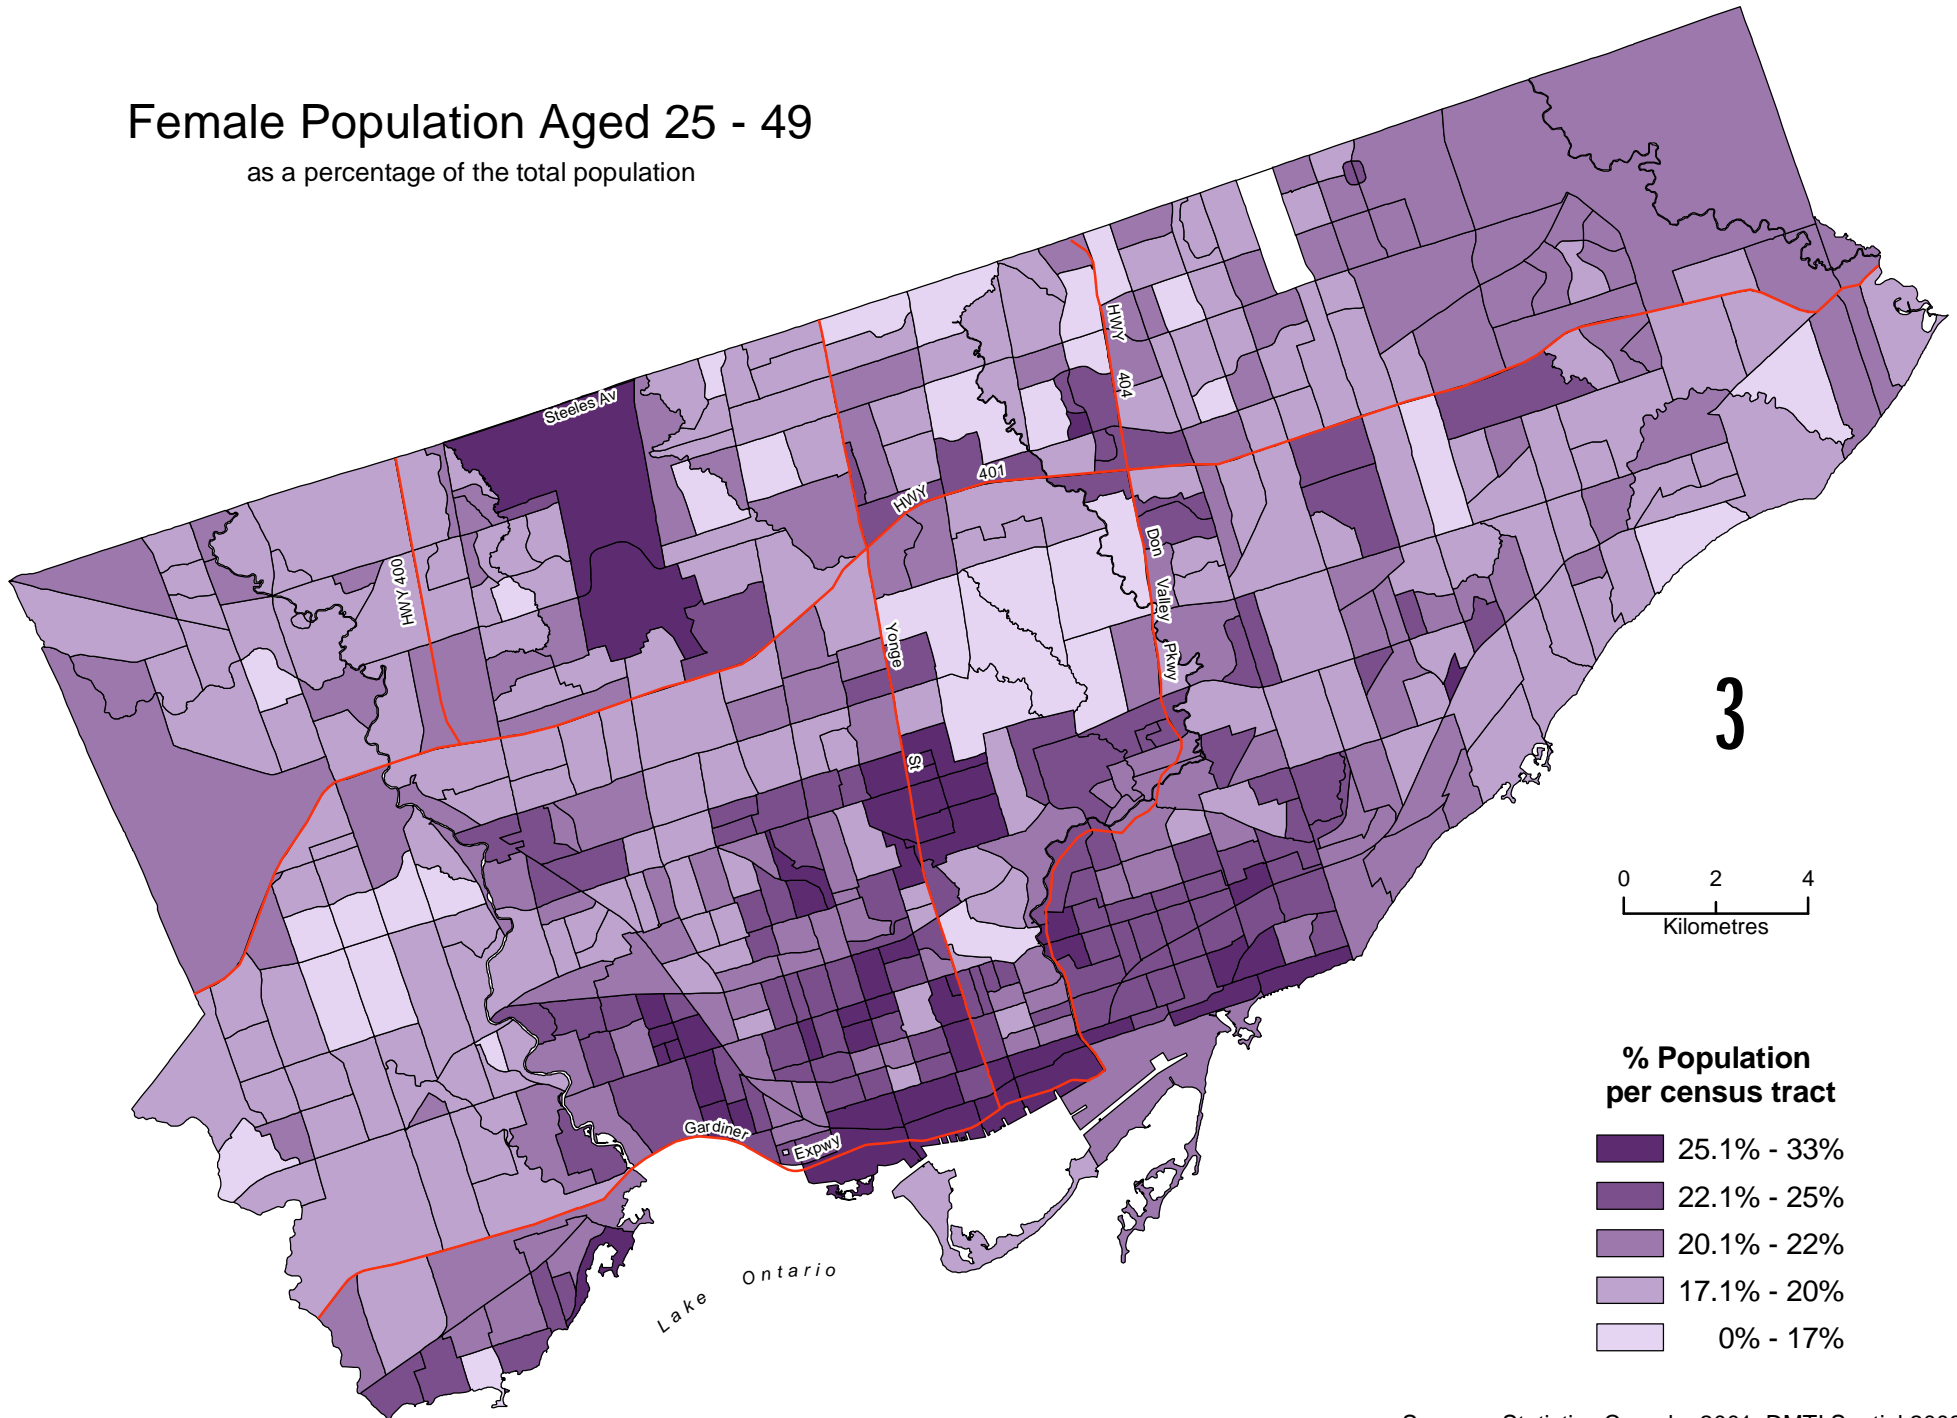 Female Population Aged 25 - 49
as a percentage of the total population
Steeles Av
HWY
404
401
HWY
HWY 400
Don
Valley
Pkwy
Yonge
St
3
0 2 4
Kilometres
Gardiner
Expwy
Lake Ontario
% Population
per census tract
25.1% - 33%
22.1% - 25%
20.1% - 22%
17.1% - 20%
0% - 17%